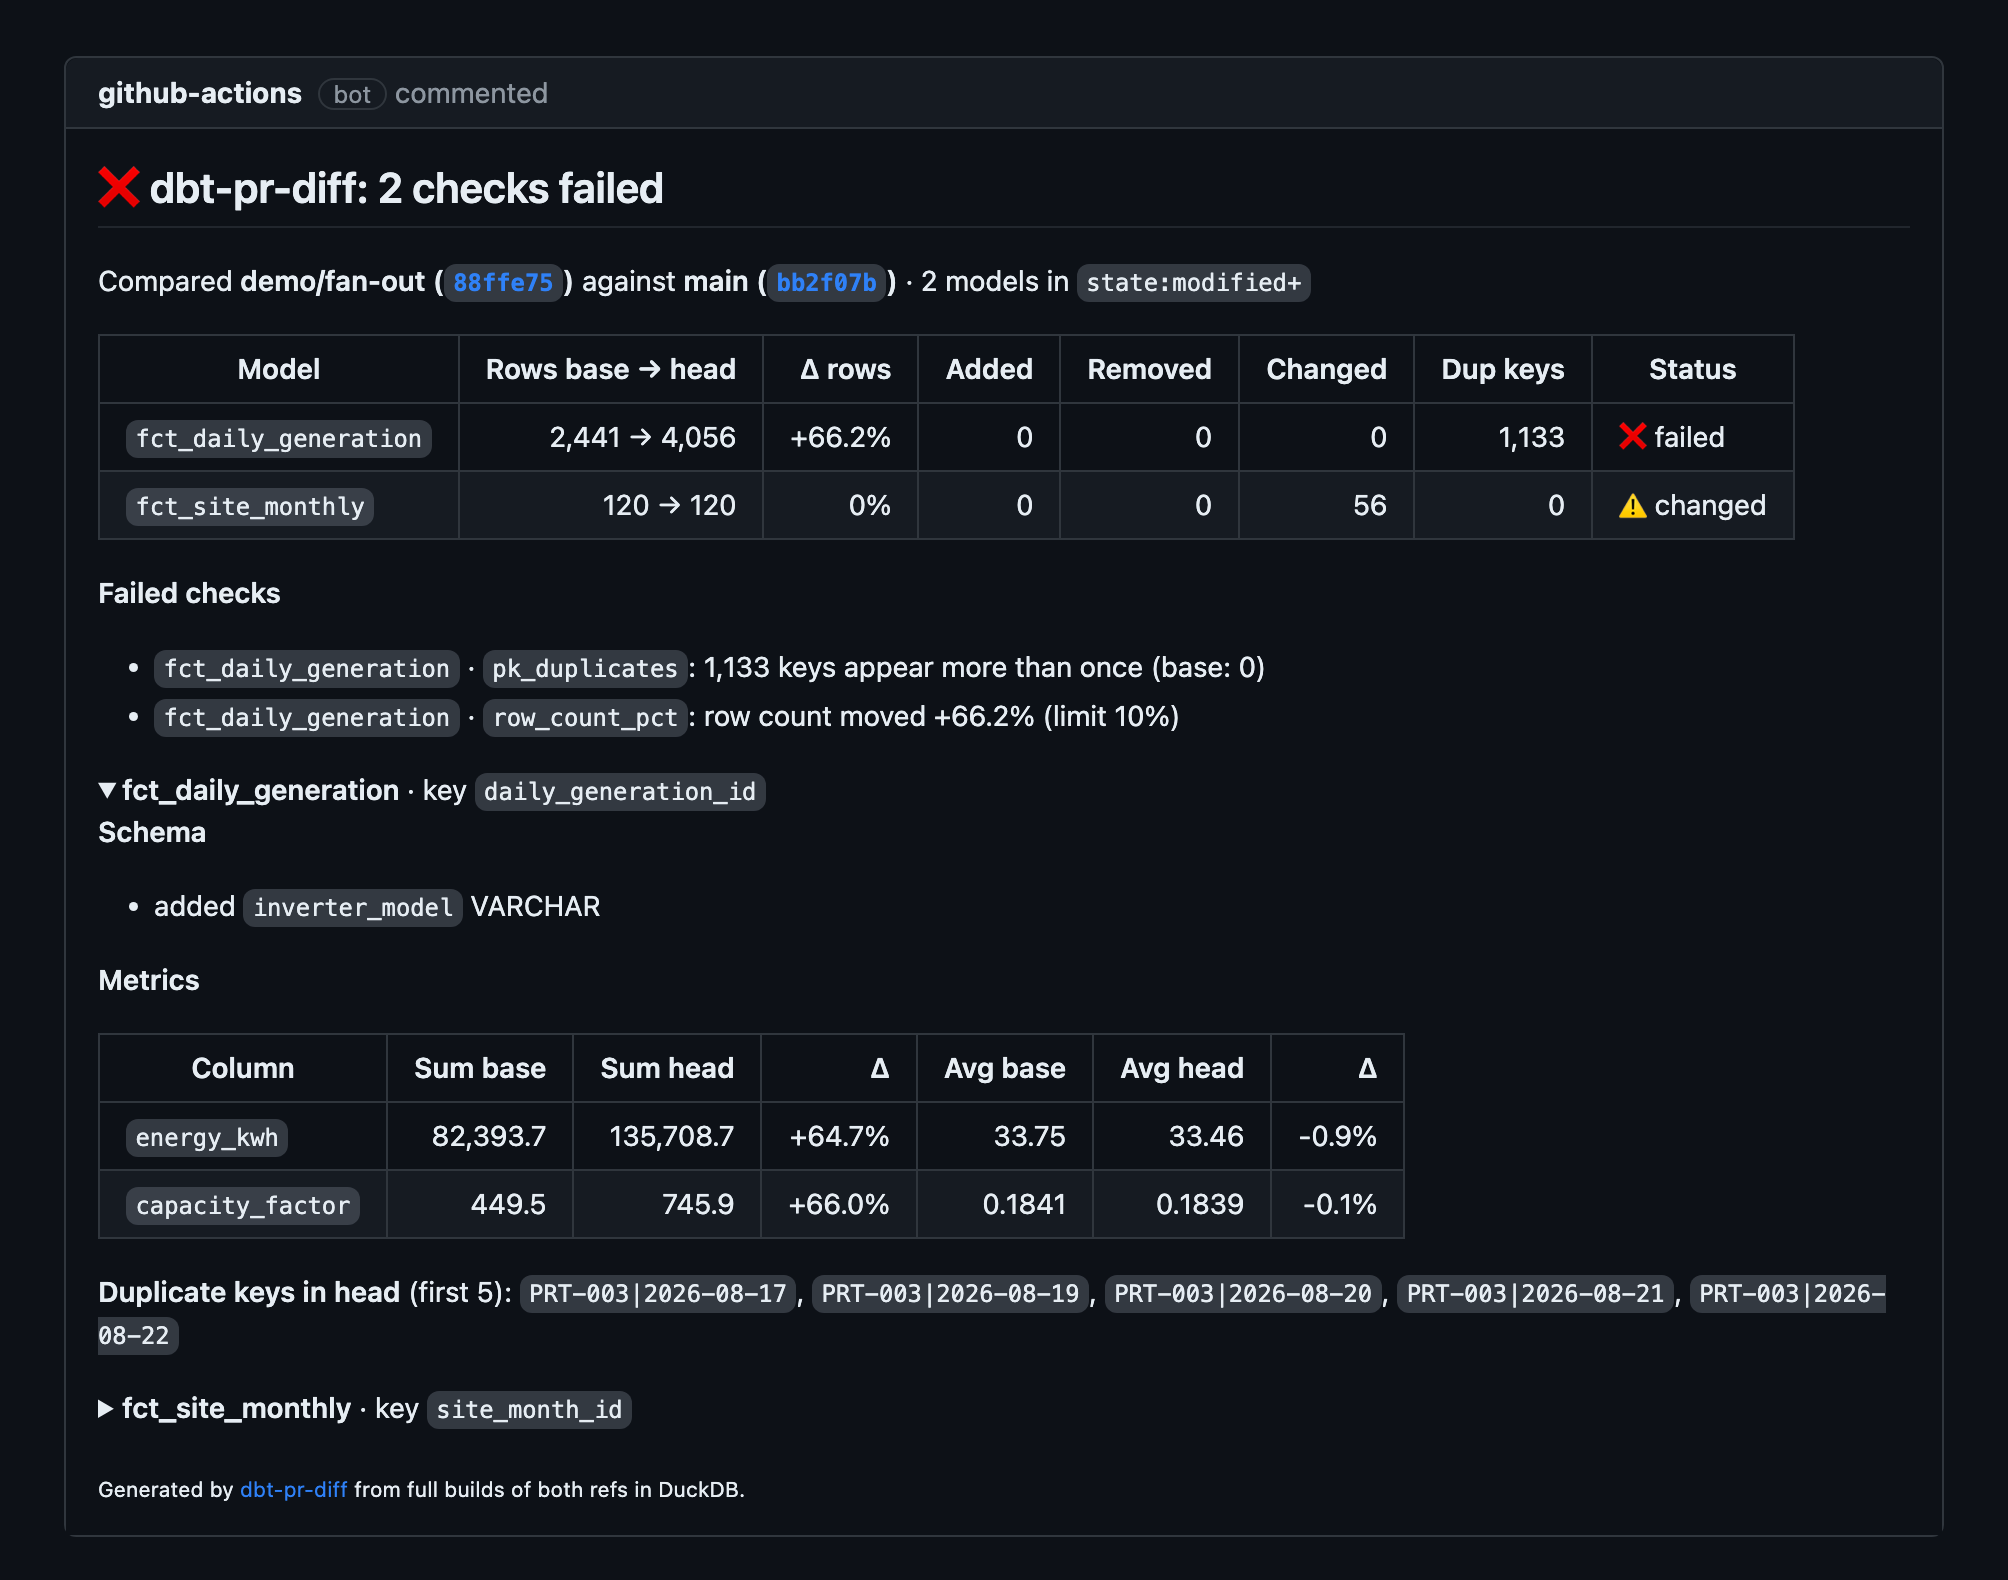 github-actions bot commented
❌ dbt-pr-diff: 2 checks failed
Compared demo/fan-out (88ffe75) against main (bb2f07b) · 2 models in state:modified+
Model Rows base → head Δ rows Added Removed Changed Dup keys Status
fct_daily_generation 2,441 → 4,056 +66.2% 0 0 0 1,133 ❌ failed
fct_site_monthly 120 → 120 0% 0 0 56 0 ⚠️ changed
Failed checks
• fct_daily_generation · pk_duplicates: 1,133 keys appear more than once (base: 0)
• fct_daily_generation · row_count_pct: row count moved +66.2% (limit 10%)
▼ fct_daily_generation · key daily_generation_id
Schema
• added inverter_model VARCHAR
Metrics
Column Sum base Sum head Δ Avg base Avg head Δ
energy_kwh 82,393.7 135,708.7 +64.7% 33.75 33.46 -0.9%
capacity_factor 449.5 745.9 +66.0% 0.1841 0.1839 -0.1%
Duplicate keys in head (first 5): PRT-003|2026-08-17, PRT-003|2026-08-19, PRT-003|2026-08-20, PRT-003|2026-08-21, PRT-003|2026-
08-22
▶ fct_site_monthly · key site_month_id
Generated by dbt-pr-diff from full builds of both refs in DuckDB.